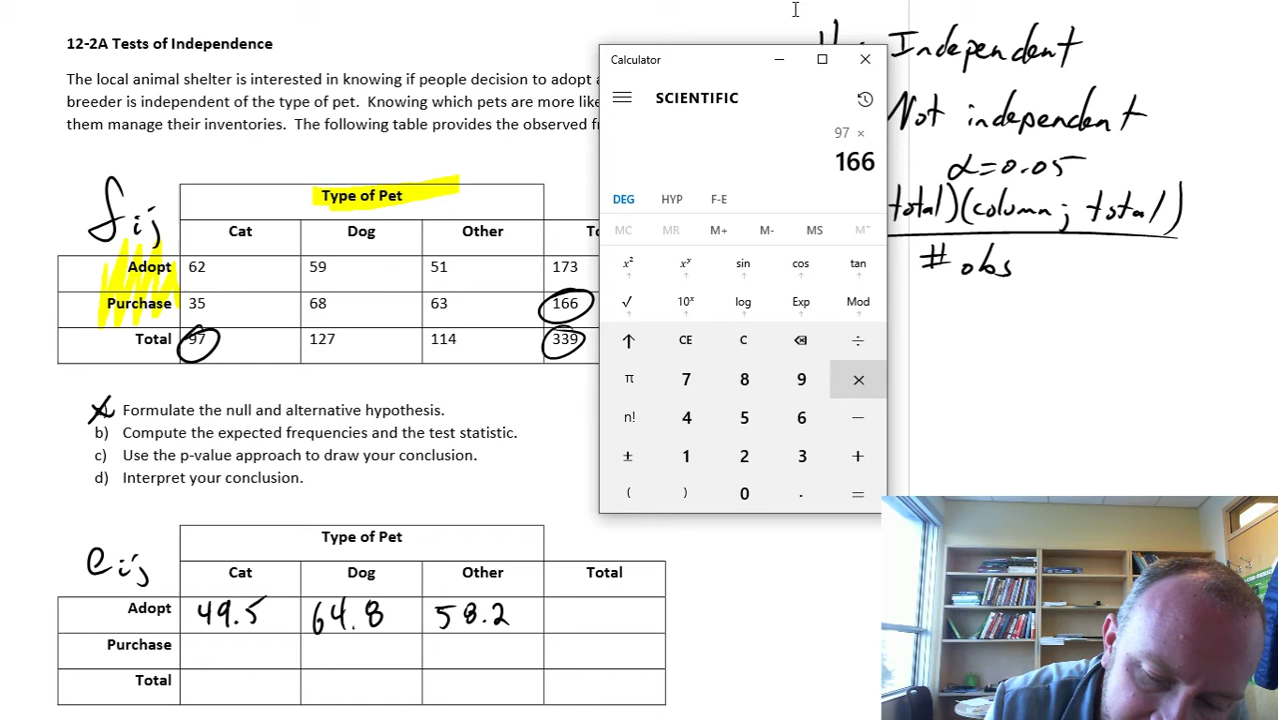 12-2A Tests of Independence
The local animal shelter is interested in knowing if people decision to adopt a
breeder is independent of the type of pet. Knowing which pets are more like
them manage their inventories. The following table provides the observed f
Independent
Not independent
α=0.05
total)(column j total)
# obs
fij
Type of Pet
Cat Dog Other To
Adopt 62 59 51 173
Purchase 35 68 63 166
Total 97 127 114 339
Formulate the null and alternative hypothesis.
b) Compute the expected frequencies and the test statistic.
c) Use the p-value approach to draw your conclusion.
d) Interpret your conclusion.
eij
Type of Pet
Cat Dog Other Total
Adopt 49.5 64.8 58.2
Purchase
Total
Calculator
SCIENTIFIC
97 ×
166
DEG HYP F-E
MC MR M+ M- MS M˅
x² xʸ sin cos tan
√ 10ˣ log Exp Mod
↑ CE C ⌫ ÷
π 7 8 9 ×
n! 4 5 6 −
± 1 2 3 +
( ) 0 . =